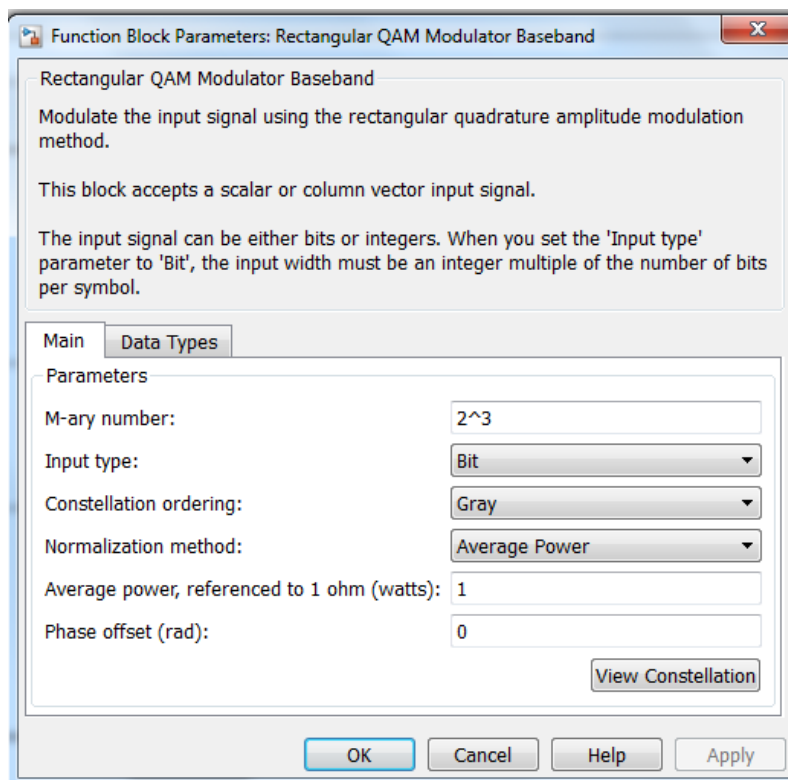 Function Block Parameters: Rectangular QAM Modulator Baseband
Rectangular QAM Modulator Baseband
Modulate the input signal using the rectangular quadrature amplitude modulation
method.
This block accepts a scalar or column vector input signal.
The input signal can be either bits or integers. When you set the 'Input type'
parameter to 'Bit', the input width must be an integer multiple of the number of bits
per symbol.
Main Data Types
Parameters
M-ary number: 2^3
Input type: Bit
Constellation ordering: Gray
Normalization method: Average Power
Average power, referenced to 1 ohm (watts): 1
Phase offset (rad): 0
View Constellation
OK Cancel Help Apply